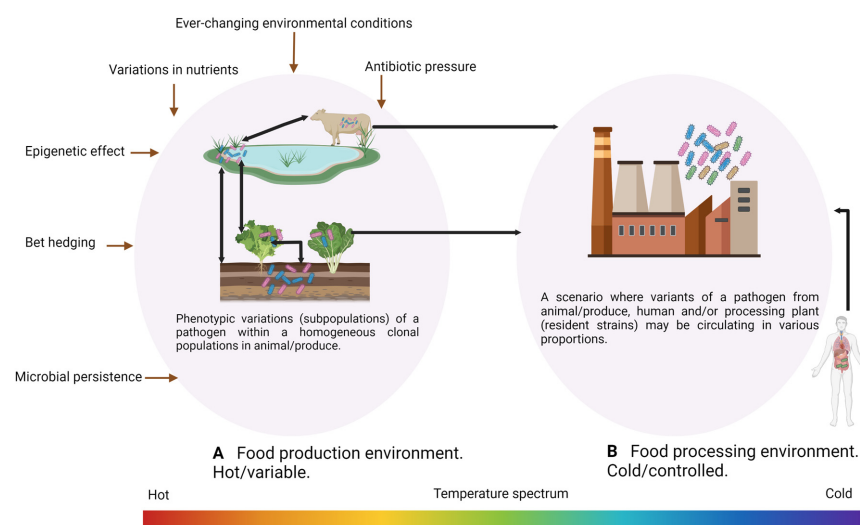 Ever-changing environmental conditions
Variations in nutrients
Antibiotic pressure
Epigenetic effect
Bet hedging
Microbial persistence
Phenotypic variations (subpopulations) of a
pathogen within a homogeneous clonal
populations in animal/produce.
A scenario where variants of a pathogen from
animal/produce, human and/or processing plant
(resident strains) may be circulating in various
proportions.
A Food production environment.
Hot/variable.
B Food processing environment.
Cold/controlled.
Hot
Temperature spectrum
Cold